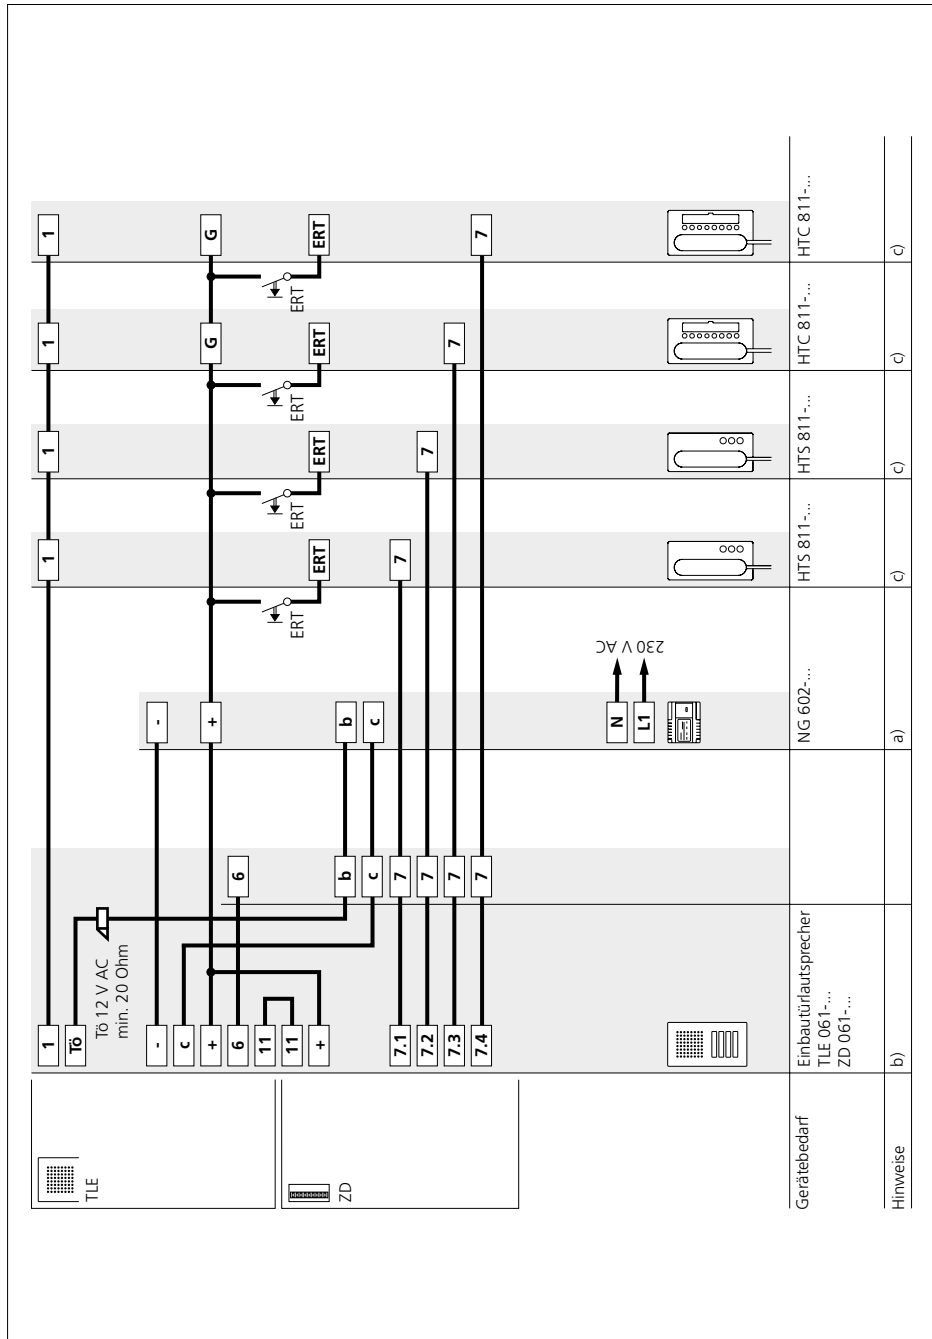 TLE
ZD
Gerätebedarf
Hinweise
1
Tö
-
c
+
6
11
11
+
7.1
7.2
7.3
7.4
Tö 12 V AC
min. 20 Ohm
Einbautürlautsprecher
TLE 061-...
ZD 061-...
b)
6
b
c
7
7
7
7
-
+
b
c
N
L1
230 V AC
NG 602-...
a)
ERT
1
ERT
7
HTS 811-...
c)
ERT
1
ERT
7
HTS 811-...
c)
ERT
1
G
ERT
7
HTC 811-...
c)
ERT
1
G
ERT
7
HTC 811-...
c)